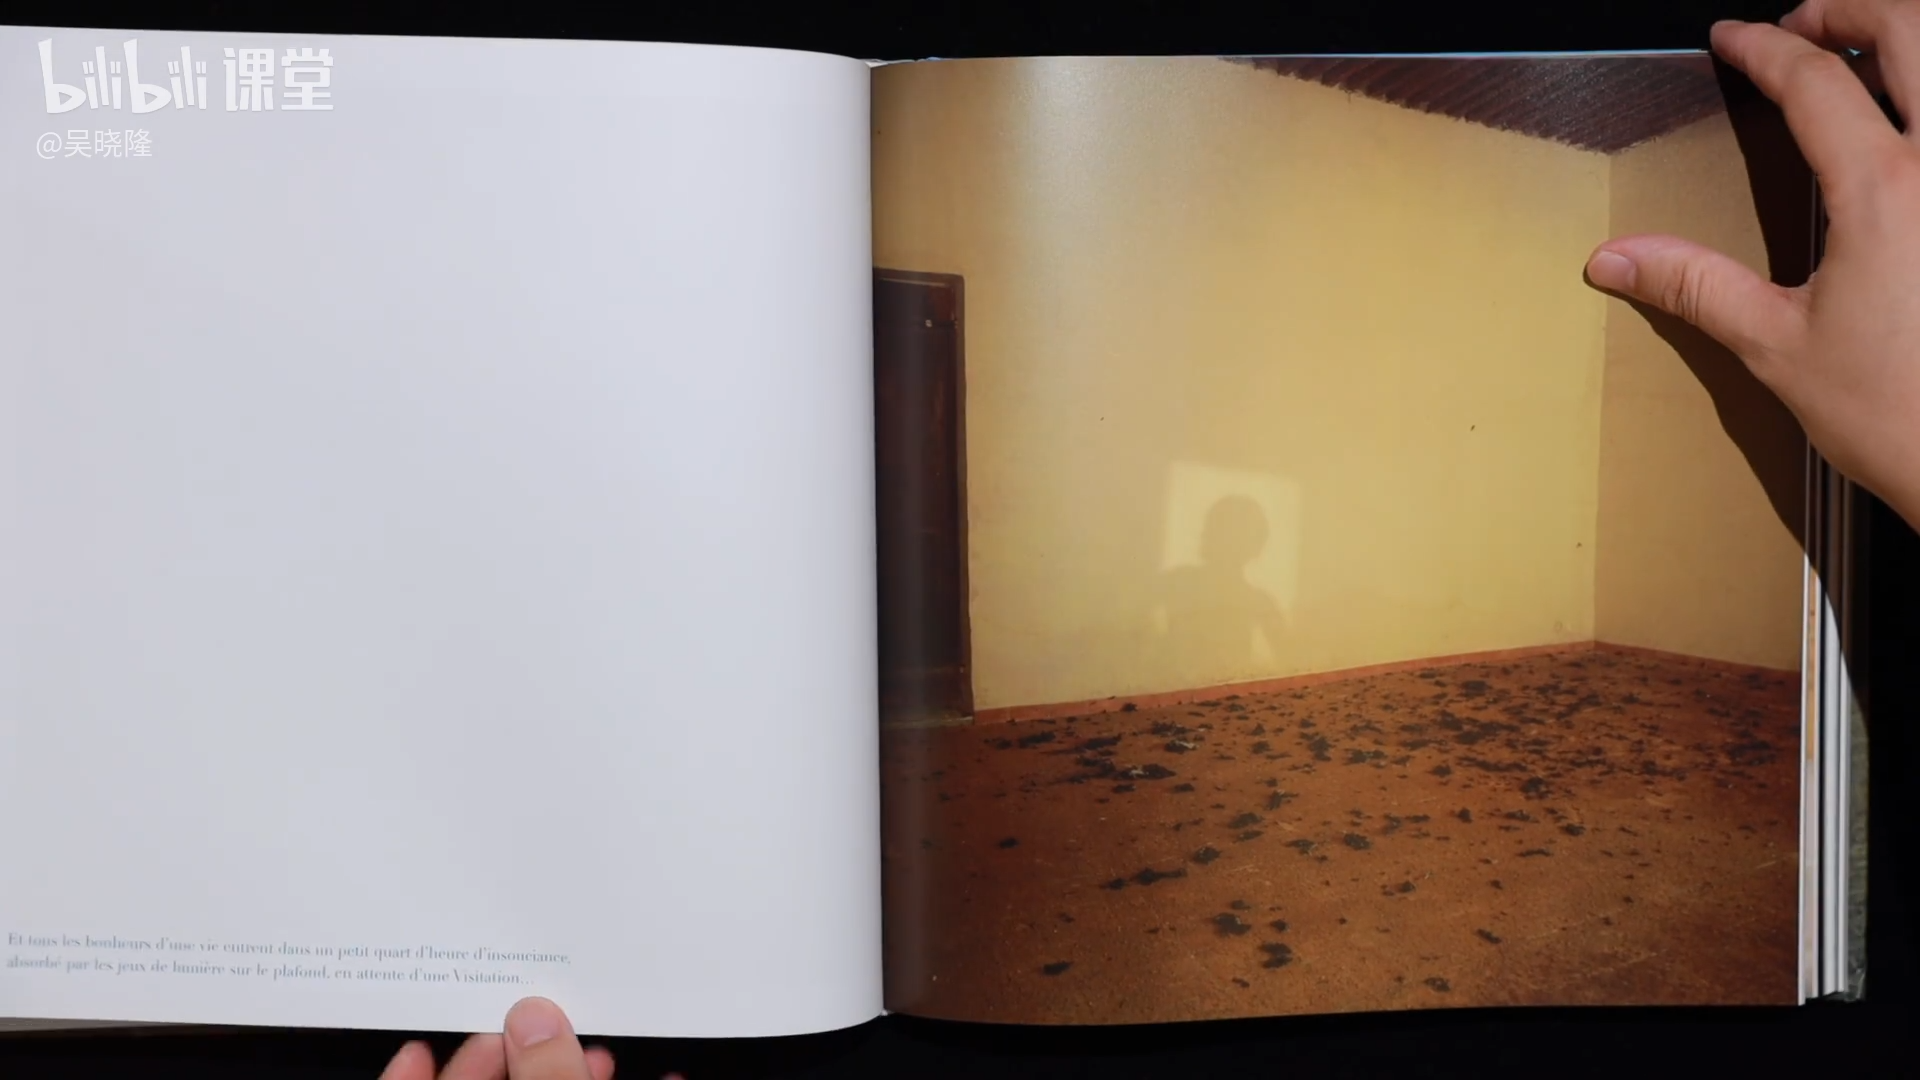 bilibili 课堂
@吴晓隆
Et tous les bonheurs d'une vie entrent dans un petit quart d'heure d'insouciance,
absorbé par les jeux de lumière sur le plafond, en attente d'une Visitation…